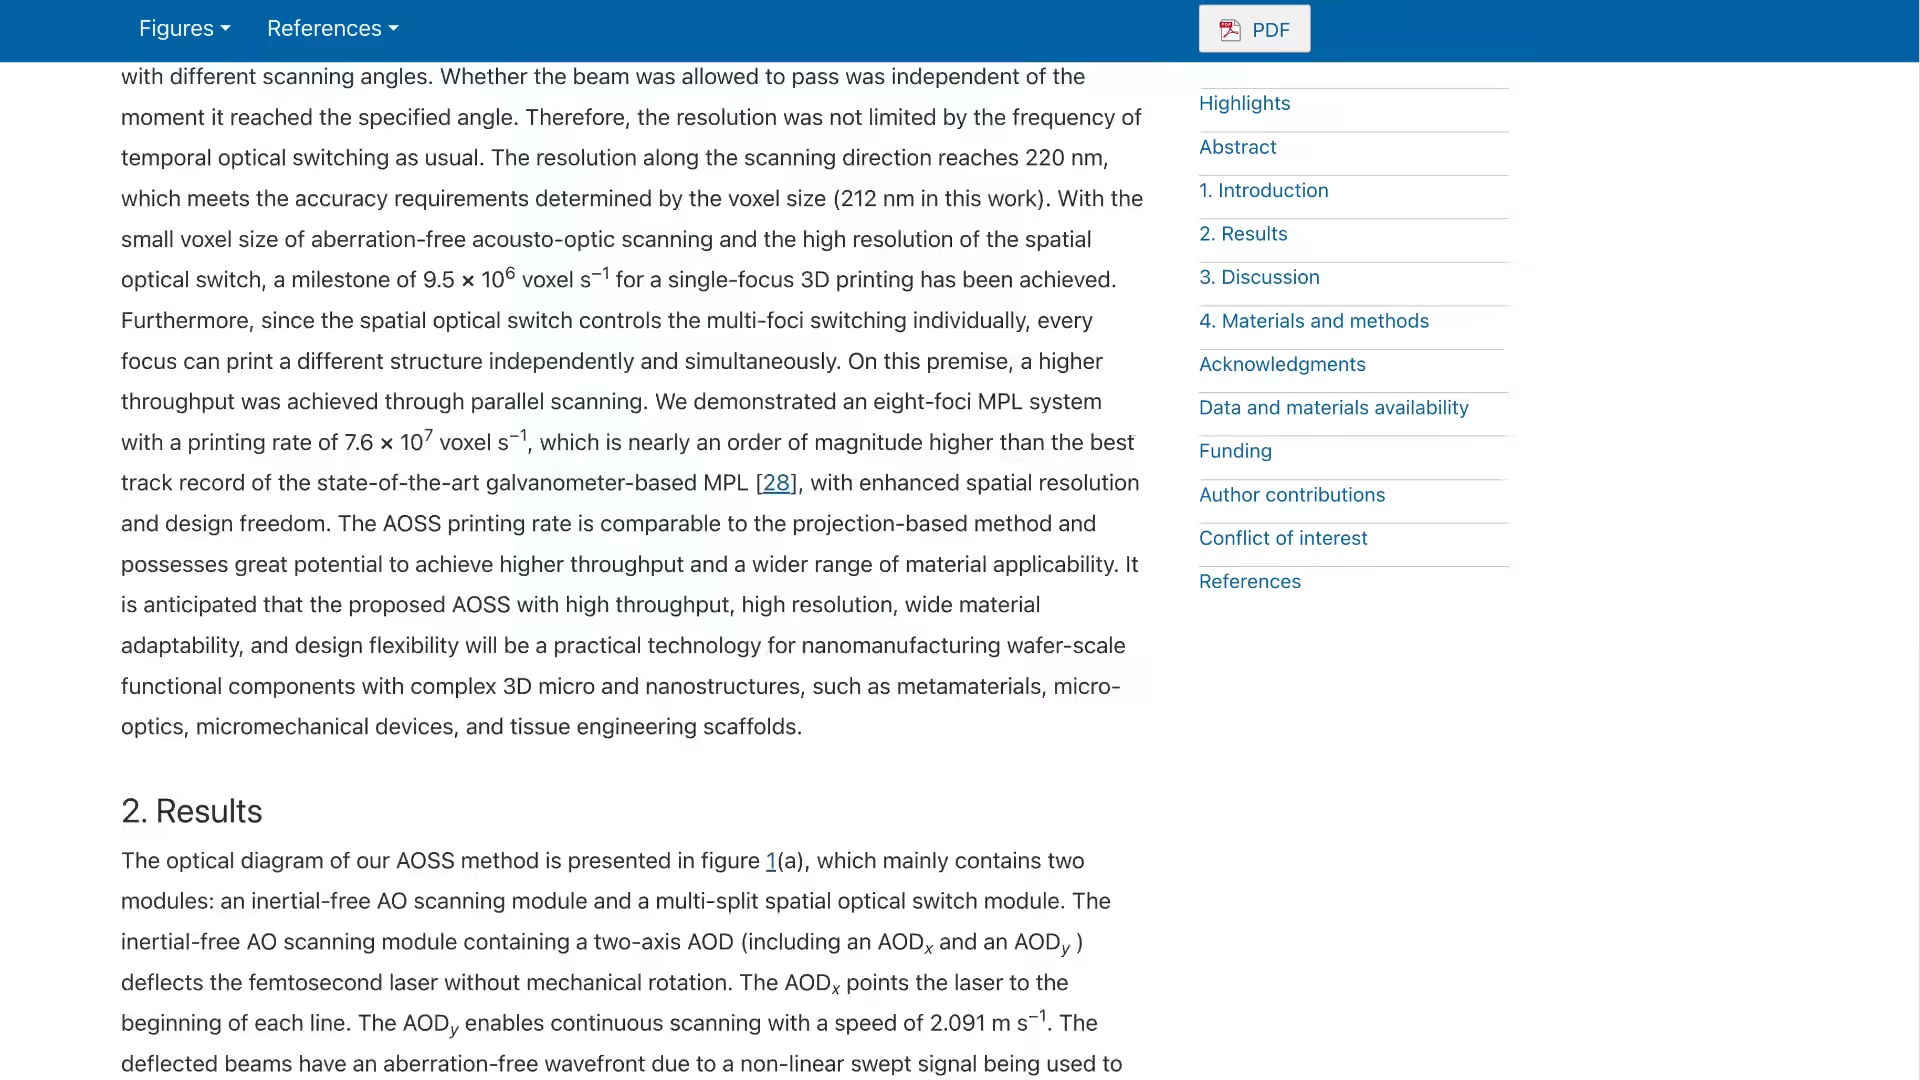 Figures References PDF
with different scanning angles. Whether the beam was allowed to pass was independent of the
moment it reached the specified angle. Therefore, the resolution was not limited by the frequency of
temporal optical switching as usual. The resolution along the scanning direction reaches 220 nm,
which meets the accuracy requirements determined by the voxel size (212 nm in this work). With the
small voxel size of aberration-free acousto-optic scanning and the high resolution of the spatial
optical switch, a milestone of 9.5 × 10⁶ voxel s⁻¹ for a single-focus 3D printing has been achieved.
Furthermore, since the spatial optical switch controls the multi-foci switching individually, every
focus can print a different structure independently and simultaneously. On this premise, a higher
throughput was achieved through parallel scanning. We demonstrated an eight-foci MPL system
with a printing rate of 7.6 × 10⁷ voxel s⁻¹, which is nearly an order of magnitude higher than the best
track record of the state-of-the-art galvanometer-based MPL [28], with enhanced spatial resolution
and design freedom. The AOSS printing rate is comparable to the projection-based method and
possesses great potential to achieve higher throughput and a wider range of material applicability. It
is anticipated that the proposed AOSS with high throughput, high resolution, wide material
adaptability, and design flexibility will be a practical technology for nanomanufacturing wafer-scale
functional components with complex 3D micro and nanostructures, such as metamaterials, micro-
optics, micromechanical devices, and tissue engineering scaffolds.
2. Results
The optical diagram of our AOSS method is presented in figure 1(a), which mainly contains two
modules: an inertial-free AO scanning module and a multi-split spatial optical switch module. The
inertial-free AO scanning module containing a two-axis AOD (including an AODx and an AODy )
deflects the femtosecond laser without mechanical rotation. The AODx points the laser to the
beginning of each line. The AODy enables continuous scanning with a speed of 2.091 m s⁻¹. The
deflected beams have an aberration-free wavefront due to a non-linear swept signal being used to
Highlights
Abstract
1. Introduction
2. Results
3. Discussion
4. Materials and methods
Acknowledgments
Data and materials availability
Funding
Author contributions
Conflict of interest
References